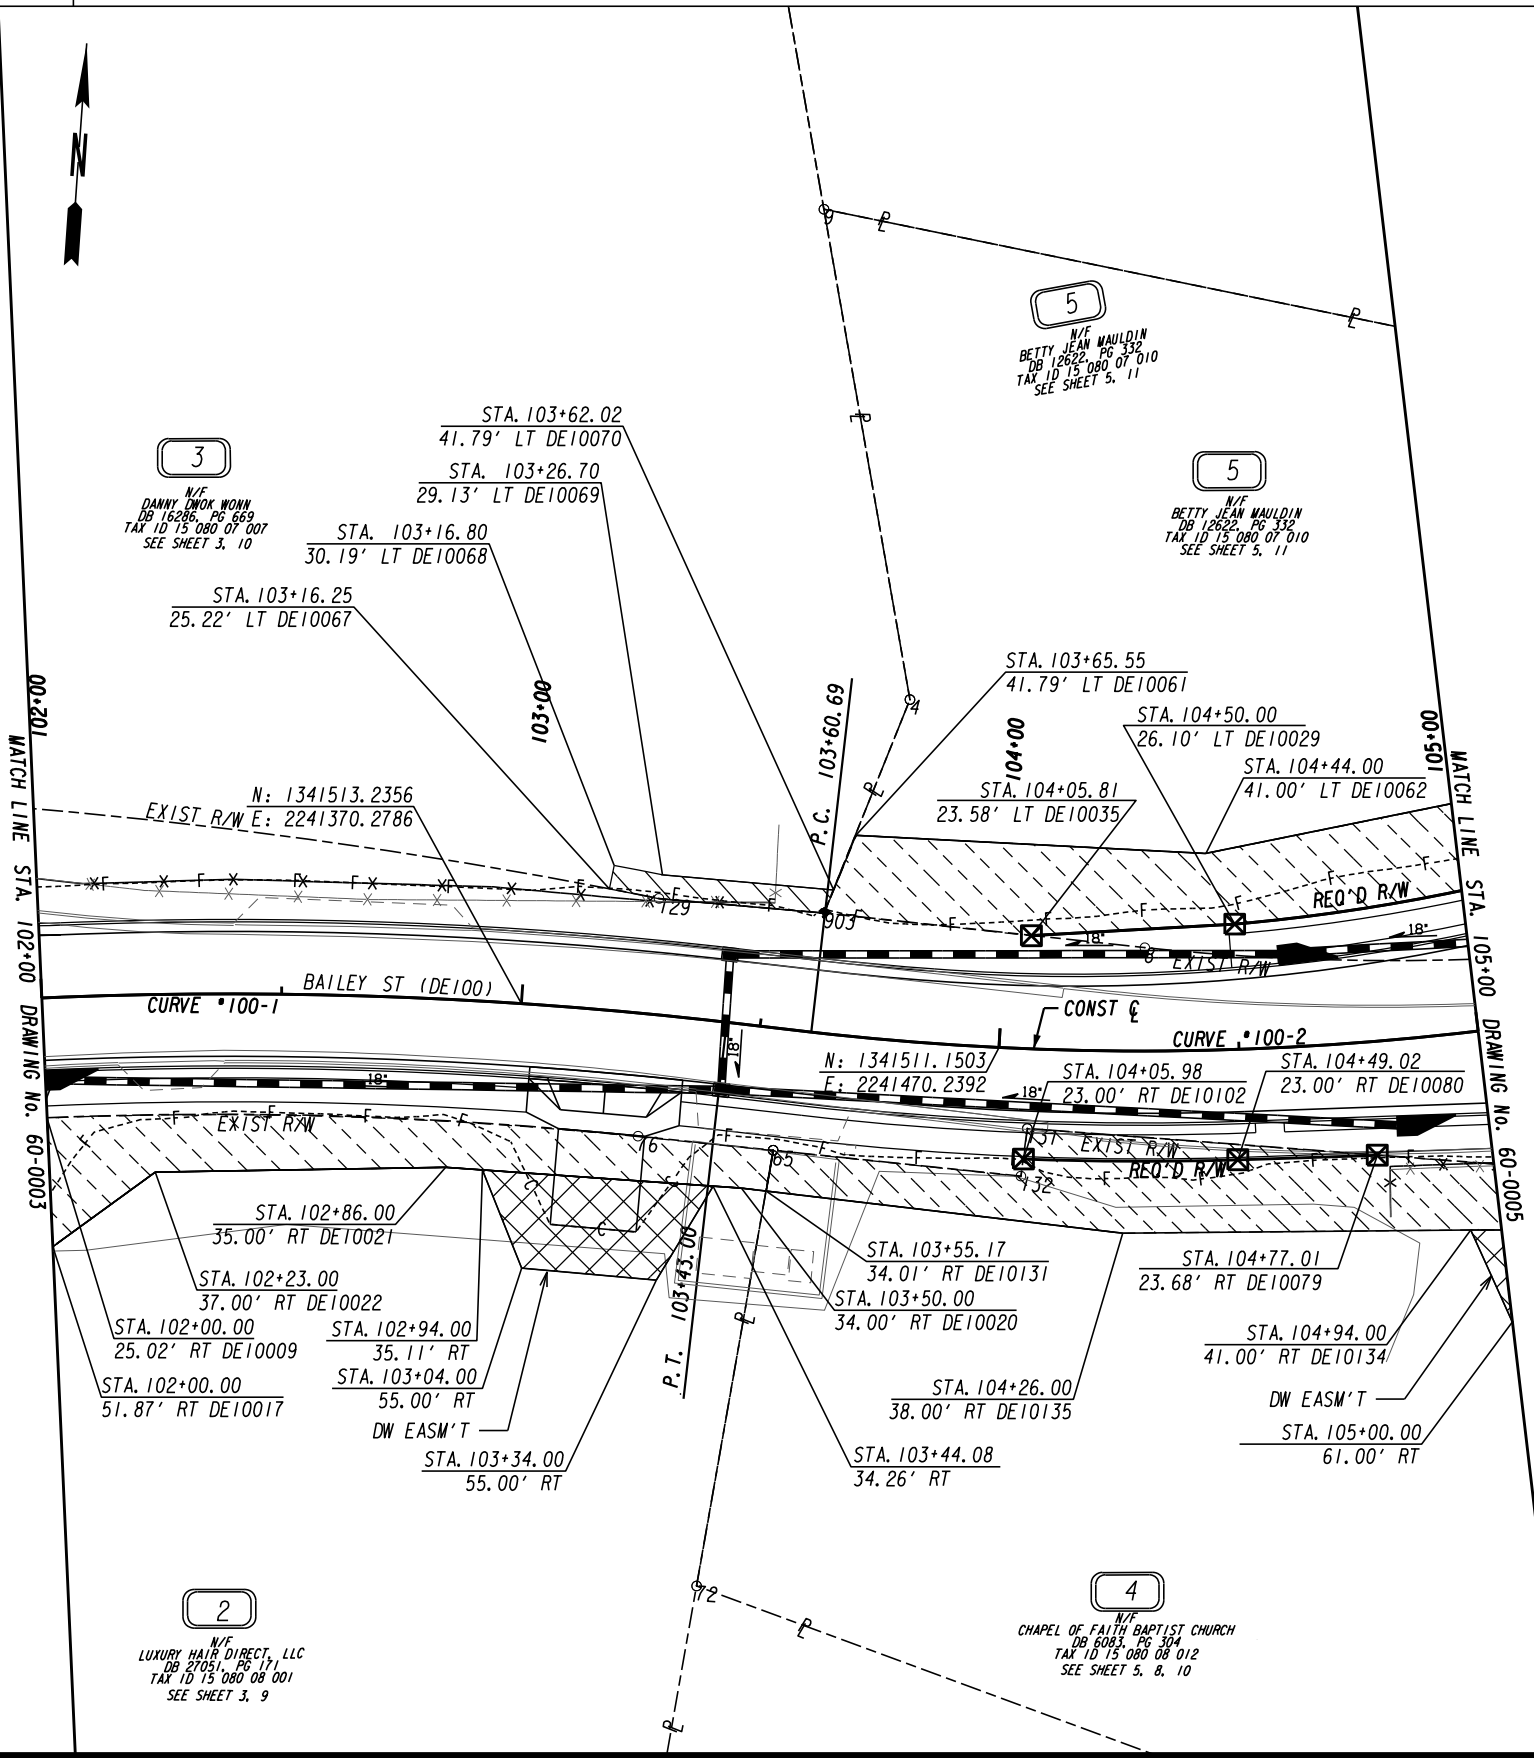 N
9
5
N/F
BETTY JEAN MAULDIN
DB 12622, PG 332
TAX ID 15 080 07 010
SEE SHEET 5, 11
3
N/F
DANNY DWOK WONN
DB 16286, PG 669
TAX ID 15 080 07 007
SEE SHEET 3, 10
5
N/F
BETTY JEAN MAULDIN
DB 12622, PG 332
TAX ID 15 080 07 010
SEE SHEET 5, 11
STA. 103+62.02
41.79' LT DE10070
STA. 103+26.70
29.13' LT DE10069
STA. 103+16.80
30.19' LT DE10068
STA. 103+16.25
25.22' LT DE10067
STA. 103+65.55
41.79' LT DE10061
STA. 104+50.00
26.10' LT DE10029
STA. 104+44.00
41.00' LT DE10062
STA. 104+05.81
23.58' LT DE10035
102+00
103+00
104+00
105+00
4
P.C. 103+60.69
N: 1341513.2356
E: 2241370.2786
EXIST R/W
MATCH LINE STA. 102+00 DRAWING No. 60-0003
MATCH LINE STA. 105+00 DRAWING No. 60-0005
129
903
REQ'D R/W
18"
18"
8
EXIST R/W
BAILEY ST (DE100)
CURVE #100-1
CONST CL
CURVE #100-2
N: 1341511.1503
E: 2241470.2392
18"
18"
18"
STA. 104+05.98
23.00' RT DE10102
STA. 104+49.02
23.00' RT DE10080
EXIST R/W
76
65
131
EXIST R/W
REQ'D R/W
132
STA. 102+86.00
35.00' RT DE10021
STA. 102+23.00
37.00' RT DE10022
STA. 102+00.00
25.02' RT DE10009
STA. 102+00.00
51.87' RT DE10017
STA. 102+94.00
35.11' RT
STA. 103+04.00
55.00' RT
DW EASM'T
STA. 103+34.00
55.00' RT
P.T. 103+43.06
STA. 103+55.17
34.01' RT DE10131
STA. 103+50.00
34.00' RT DE10020
STA. 104+26.00
38.00' RT DE10135
STA. 103+44.08
34.26' RT
STA. 104+77.01
23.68' RT DE10079
STA. 104+94.00
41.00' RT DE10134
DW EASM'T
STA. 105+00.00
61.00' RT
172
2
N/F
LUXURY HAIR DIRECT, LLC
DB 27051, PG 171
TAX ID 15 080 08 001
SEE SHEET 3, 9
4
N/F
CHAPEL OF FAITH BAPTIST CHURCH
DB 6083, PG 304
TAX ID 15 080 08 012
SEE SHEET 5, 8, 10